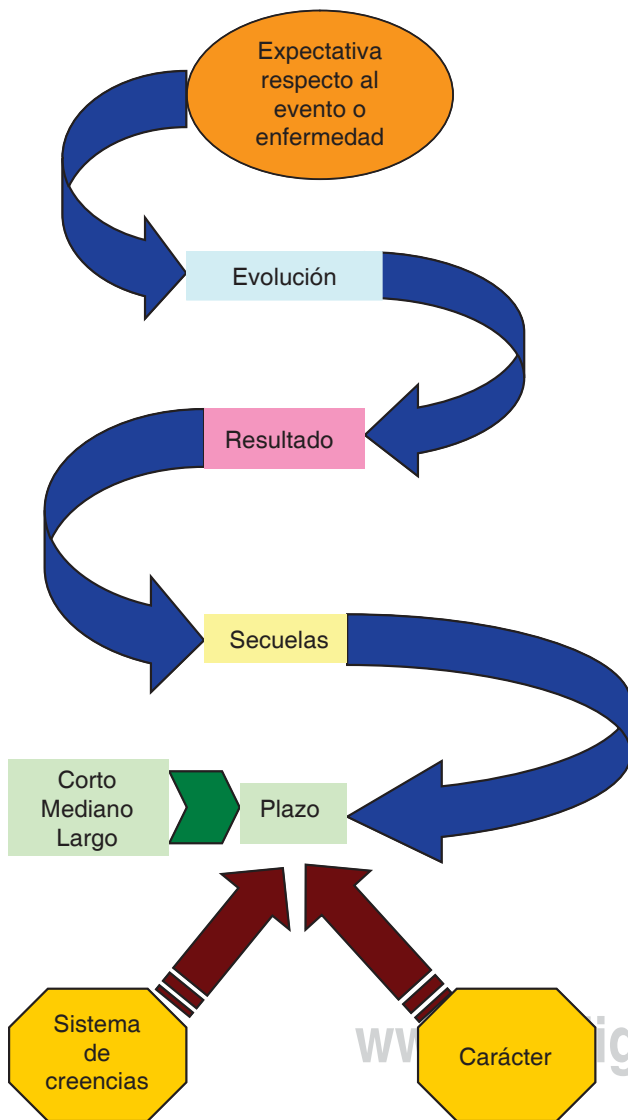 Expectativa
respecto al
evento o
enfermedad
Evolución
Resultado
Secuelas
Corto
Mediano
Largo
Plazo
Sistema
de
creencias
Carácter